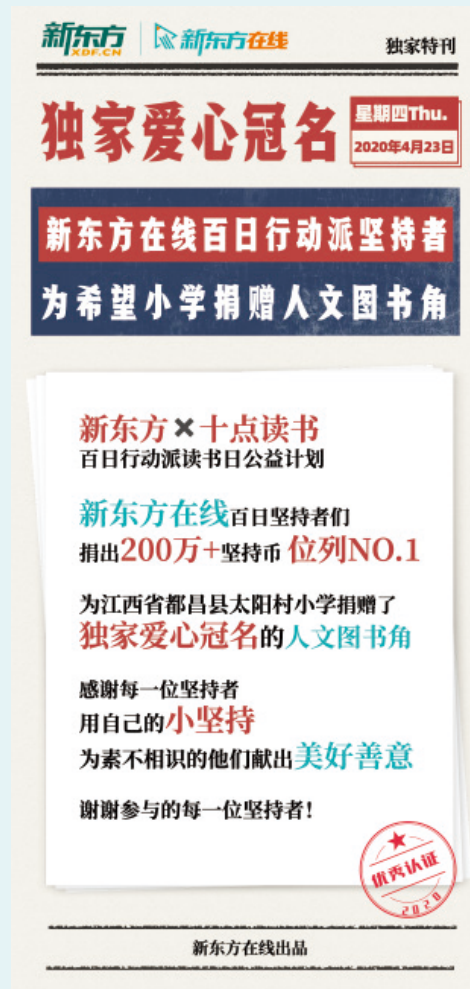 新东方 新东方在线 独家特刊
XDF.CN
独家爱心冠名
星期四Thu.
2020年4月23日
新东方在线百日行动派坚持者
为希望小学捐赠人文图书角
新东方×十点读书
百日行动派读书日公益计划
新东方在线百日坚持者们
捐出200万+坚持币 位列NO.1
为江西省都昌县太阳村小学捐赠了
独家爱心冠名的人文图书角
感谢每一位坚持者
用自己的小坚持
为素不相识的他们献出美好善意
谢谢参与的每一位坚持者!
优秀认证
2020
新东方在线出品